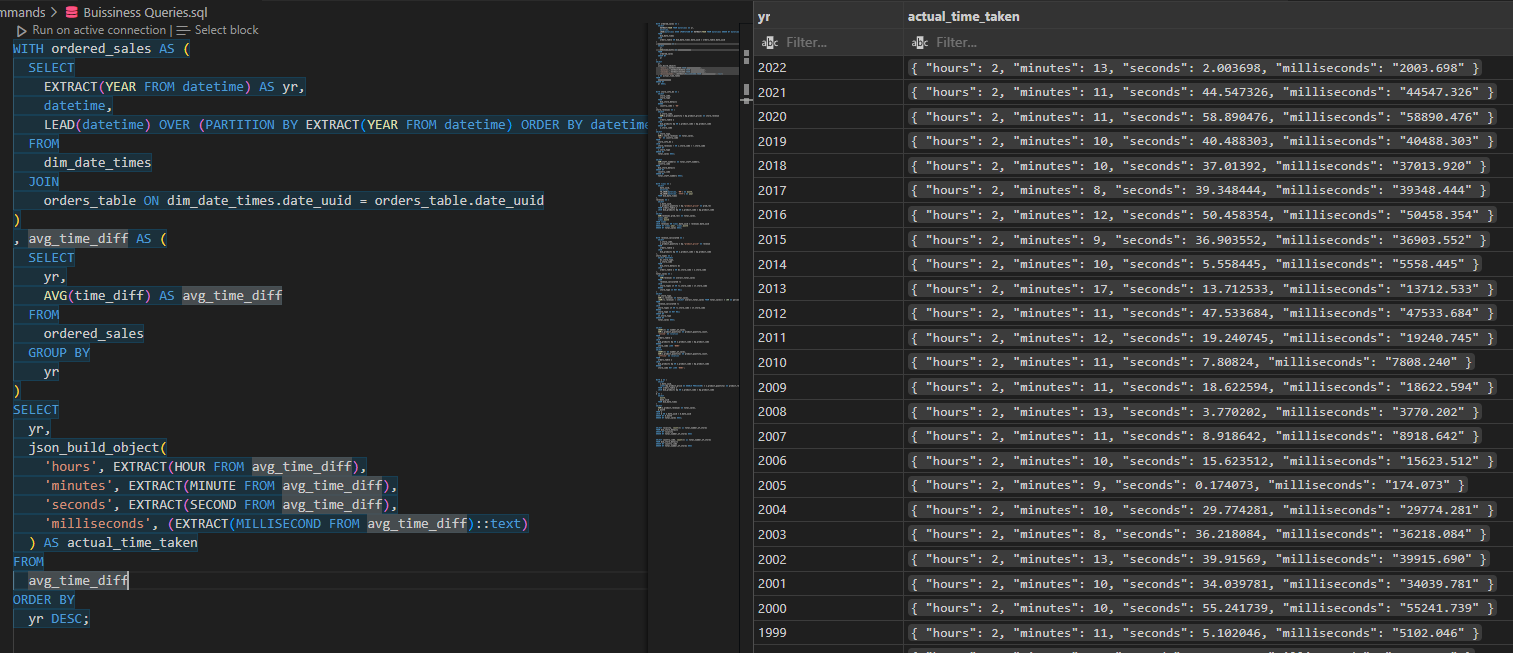 mmands > Buissiness Queries.sql
Run on active connection | Select block
WITH ordered_sales AS (
SELECT
EXTRACT(YEAR FROM datetime) AS yr,
datetime,
LEAD(datetime) OVER (PARTITION BY EXTRACT(YEAR FROM datetime) ORDER BY datetime
FROM
dim_date_times
JOIN
orders_table ON dim_date_times.date_uuid = orders_table.date_uuid
)
, avg_time_diff AS (
SELECT
yr,
AVG(time_diff) AS avg_time_diff
FROM
ordered_sales
GROUP BY
yr
)
SELECT
yr,
json_build_object(
'hours', EXTRACT(HOUR FROM avg_time_diff),
'minutes', EXTRACT(MINUTE FROM avg_time_diff),
'seconds', EXTRACT(SECOND FROM avg_time_diff),
'milliseconds', (EXTRACT(MILLISECOND FROM avg_time_diff)::text)
) AS actual_time_taken
FROM
avg_time_diff
ORDER BY
yr DESC;
yr actual_time_taken
abc Filter... abc Filter...
2022 { "hours": 2, "minutes": 13, "seconds": 2.003698, "milliseconds": "2003.698" }
2021 { "hours": 2, "minutes": 11, "seconds": 44.547326, "milliseconds": "44547.326" }
2020 { "hours": 2, "minutes": 11, "seconds": 58.890476, "milliseconds": "58890.476" }
2019 { "hours": 2, "minutes": 10, "seconds": 40.488303, "milliseconds": "40488.303" }
2018 { "hours": 2, "minutes": 10, "seconds": 37.01392, "milliseconds": "37013.920" }
2017 { "hours": 2, "minutes": 8, "seconds": 39.348444, "milliseconds": "39348.444" }
2016 { "hours": 2, "minutes": 12, "seconds": 50.458354, "milliseconds": "50458.354" }
2015 { "hours": 2, "minutes": 9, "seconds": 36.903552, "milliseconds": "36903.552" }
2014 { "hours": 2, "minutes": 10, "seconds": 5.558445, "milliseconds": "5558.445" }
2013 { "hours": 2, "minutes": 17, "seconds": 13.712533, "milliseconds": "13712.533" }
2012 { "hours": 2, "minutes": 11, "seconds": 47.533684, "milliseconds": "47533.684" }
2011 { "hours": 2, "minutes": 12, "seconds": 19.240745, "milliseconds": "19240.745" }
2010 { "hours": 2, "minutes": 11, "seconds": 7.80824, "milliseconds": "7808.240" }
2009 { "hours": 2, "minutes": 11, "seconds": 18.622594, "milliseconds": "18622.594" }
2008 { "hours": 2, "minutes": 13, "seconds": 3.770202, "milliseconds": "3770.202" }
2007 { "hours": 2, "minutes": 11, "seconds": 8.918642, "milliseconds": "8918.642" }
2006 { "hours": 2, "minutes": 10, "seconds": 15.623512, "milliseconds": "15623.512" }
2005 { "hours": 2, "minutes": 9, "seconds": 0.174073, "milliseconds": "174.073" }
2004 { "hours": 2, "minutes": 10, "seconds": 29.774281, "milliseconds": "29774.281" }
2003 { "hours": 2, "minutes": 8, "seconds": 36.218084, "milliseconds": "36218.084" }
2002 { "hours": 2, "minutes": 13, "seconds": 39.91569, "milliseconds": "39915.690" }
2001 { "hours": 2, "minutes": 10, "seconds": 34.039781, "milliseconds": "34039.781" }
2000 { "hours": 2, "minutes": 10, "seconds": 55.241739, "milliseconds": "55241.739" }
1999 { "hours": 2, "minutes": 11, "seconds": 5.102046, "milliseconds": "5102.046" }